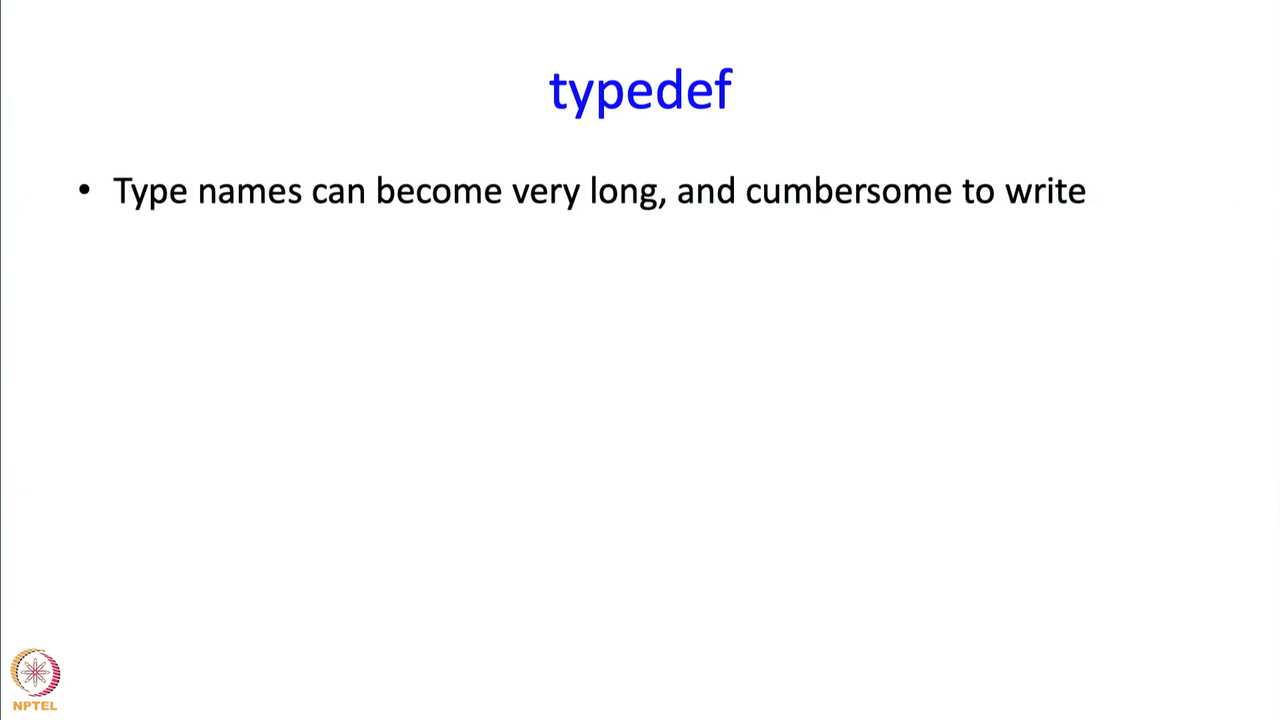 typedef
• Type names can become very long, and cumbersome to write
NPTEL